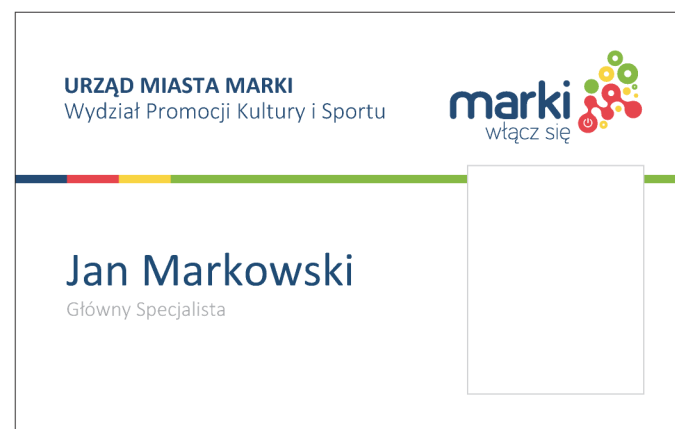 URZĄD MIASTA MARKI
Wydział Promocji Kultury i Sportu
marki
włącz się
Jan Markowski
Główny Specjalista